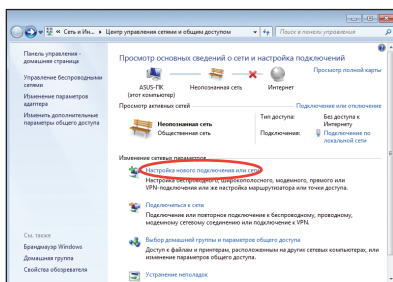 « Сеть и Ин... ▸ Центр управления сетями и общим доступом
Поиск в панели управления
Панель управления - домашняя страница
Управление беспроводными сетями
Изменение параметров адаптера
Изменить дополнительные параметры общего доступа
См. также
Брандмауэр Windows
Домашняя группа
Свойства обозревателя
Просмотр основных сведений о сети и настройка подключений
Просмотр полной карты
ASUS-ПК
(этот компьютер)
Неопознанная сеть
Интернет
Просмотр активных сетей
Подключение или отключение
Неопознанная сеть
Общественная сеть
Тип доступа: Без доступа к Интернету
Подключения: Подключение по локальной сети
Изменение сетевых параметров
Настройка нового подключения или сети
Настройка беспроводного, широкополосного, модемного, прямого или
VPN-подключения или же настройка маршрутизатора или точки доступа.
Подключиться к сети
Подключение или повторное подключение к беспроводному, проводному,
модемному сетевому соединению или подключение к VPN.
Выбор домашней группы и параметров общего доступа
Доступ к файлам и принтерам, расположенным на других сетевых компьютерах, или
изменение параметров общего доступа.
Устранение неполадок